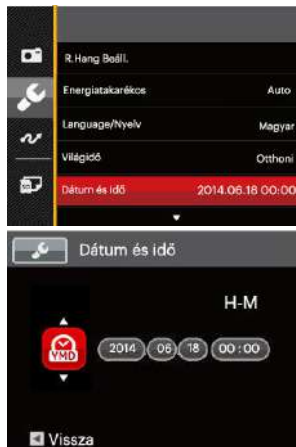 R.Hang Beáll.
Energiatakarékos Auto
Language/Nyelv Magyar
Világidő Otthoni
Dátum és idő 2014.06.18 00:00
Dátum és idő
H-M
YMD 2014 06 18 00:00
Vissza